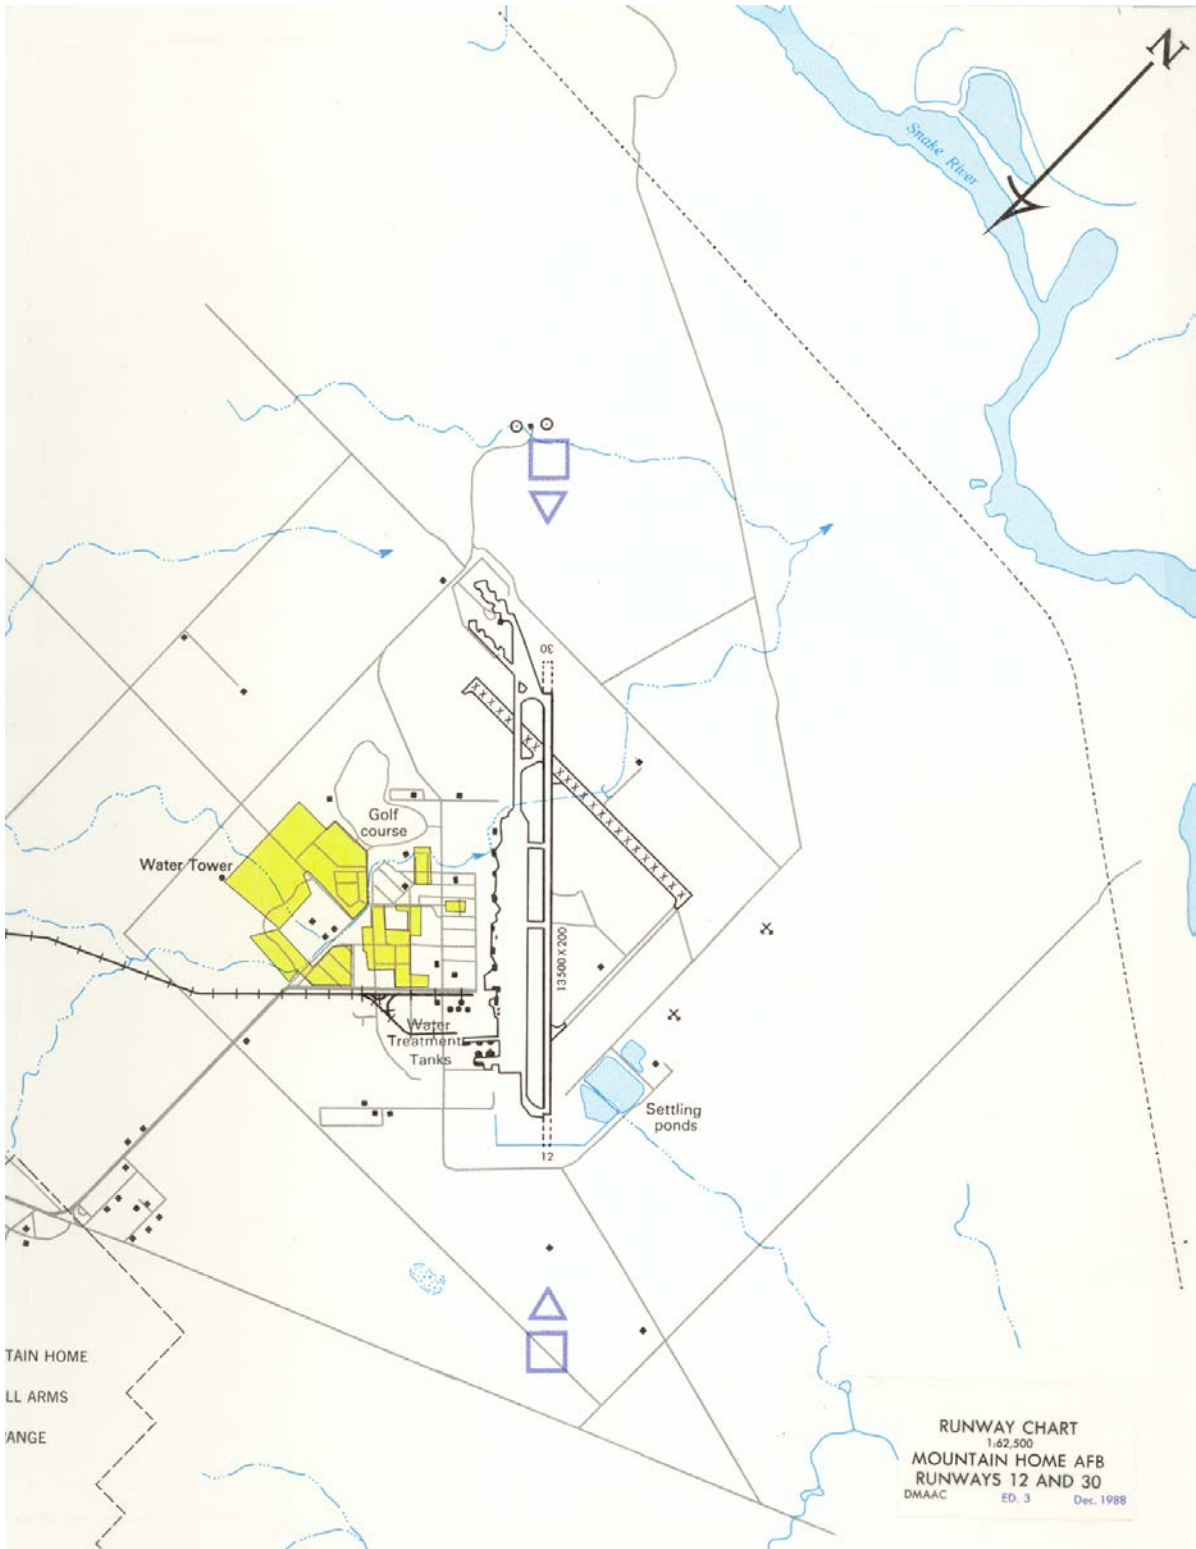 N
Snake River
30
Golf
course
Water Tower
13500 X 200
Water
Treatment
Tanks
Settling
ponds
12
TAIN HOME
LL ARMS
ANGE
RUNWAY CHART
1:62,500
MOUNTAIN HOME AFB
RUNWAYS 12 AND 30
DMAAC ED. 3 Dec. 1988